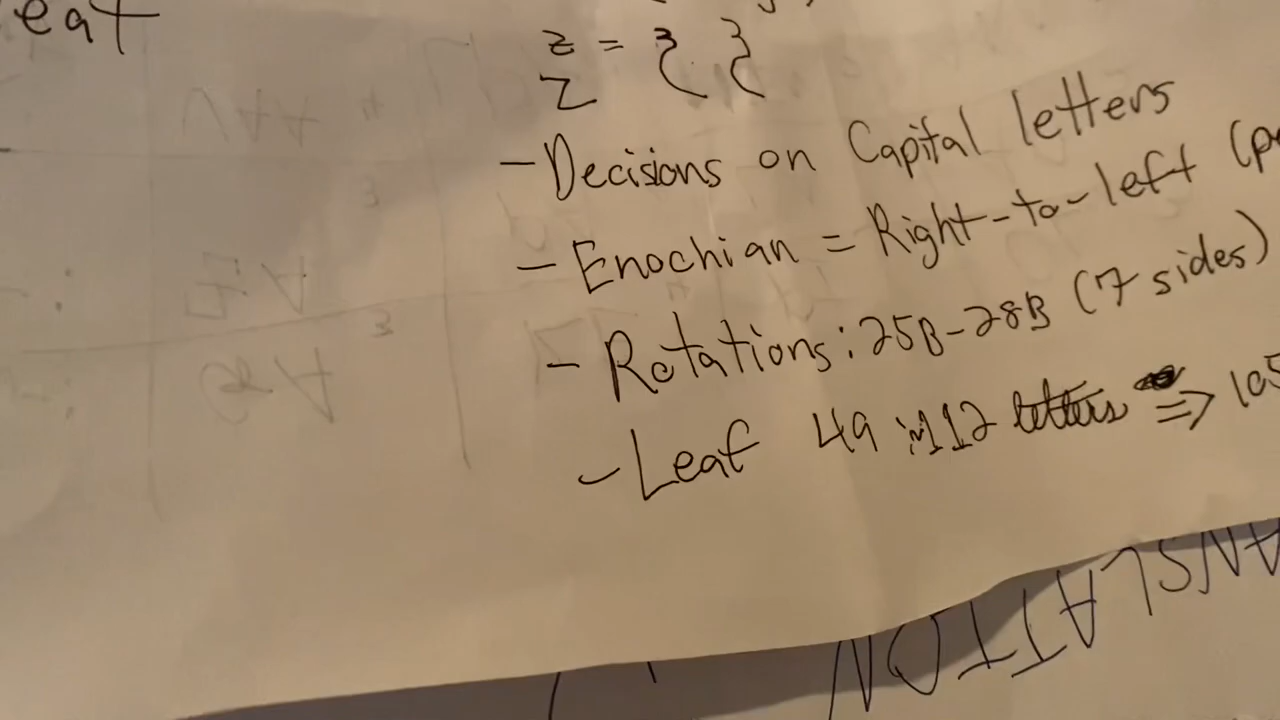 eat
z = { }
Z
- Decisions on Capital letters
- Enochian = Right-to-left
- Rotations: 25B-28B (7 sides)
- Leaf 49 112 letters => 105
ANSLATION